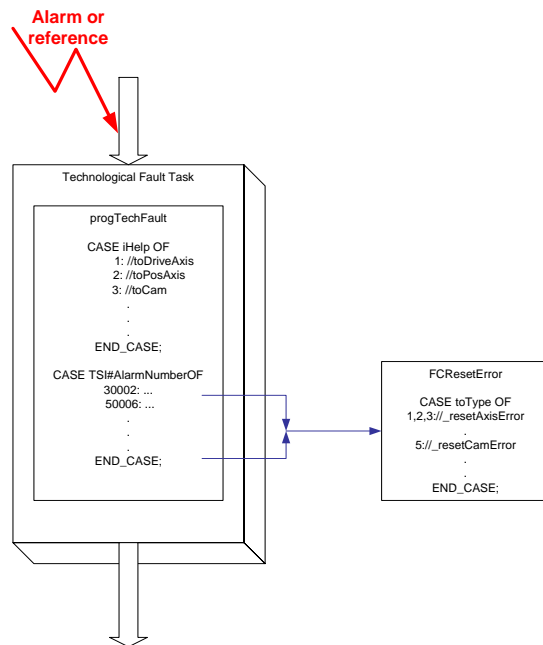 Alarm or
reference
Technological Fault Task
progTechFault
CASE iHelp OF
1: //toDriveAxis
2: //toPosAxis
3: //toCam
.
.
.
END_CASE;
CASE TSI#AlarmNumberOF
30002: ...
50006: ...
.
.
.
END_CASE;
FCResetError
CASE toType OF
1,2,3://_resetAxisError
.
5://_resetCamError
.
.
END_CASE;